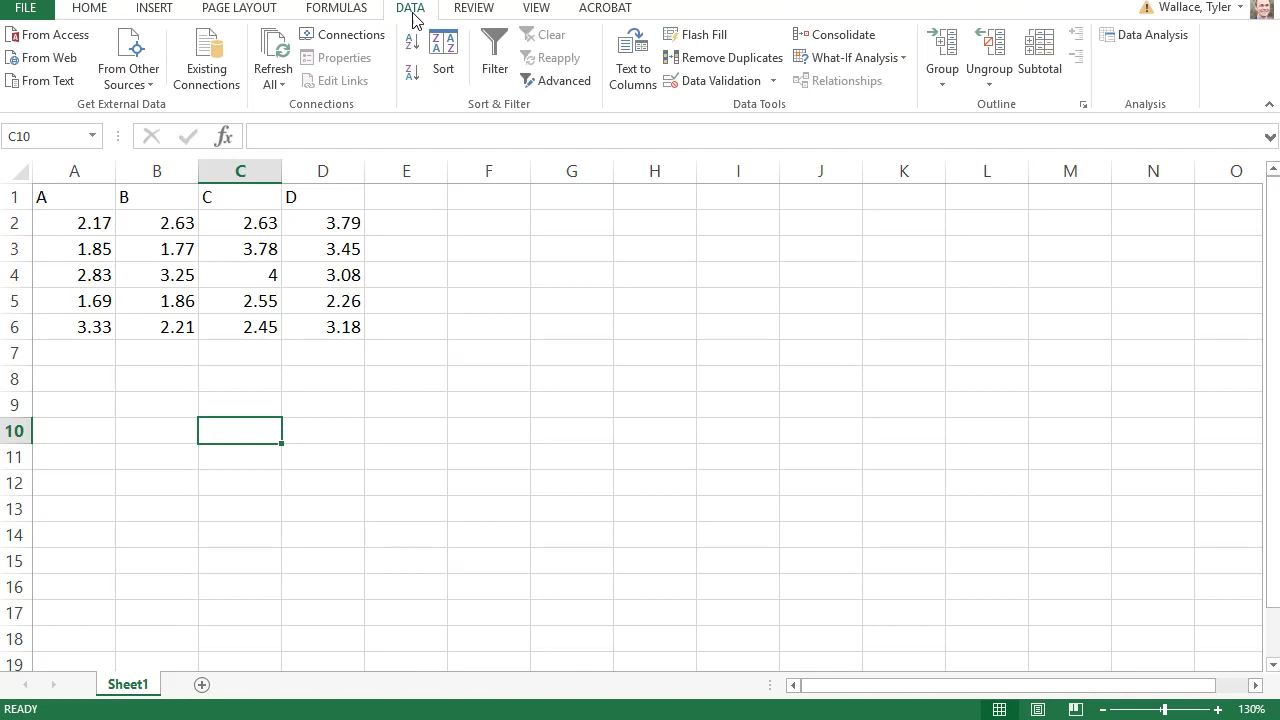 FILE HOME INSERT PAGE LAYOUT FORMULAS DATA REVIEW VIEW ACROBAT Wallace, Tyler
From Access
From Web
From Text
From Other
Sources
Get External Data
Existing
Connections
Refresh
All
Connections
Properties
Edit Links
Connections
A
Z
Z
A
Z A
A Z
Sort
Filter
Clear
Reapply
Advanced
Sort & Filter
Text to
Columns
Flash Fill
Remove Duplicates
Data Validation
Consolidate
What-If Analysis
Relationships
Data Tools
Group
Ungroup
Subtotal
Outline
Data Analysis
Analysis
C10 fx
A B C D E F G H I J K L M N O
1 A B C D
2 2.17 2.63 2.63 3.79
3 1.85 1.77 3.78 3.45
4 2.83 3.25 4 3.08
5 1.69 1.86 2.55 2.26
6 3.33 2.21 2.45 3.18
7
8
9
10
11
12
13
14
15
16
17
18
19
Sheet1
READY 130%